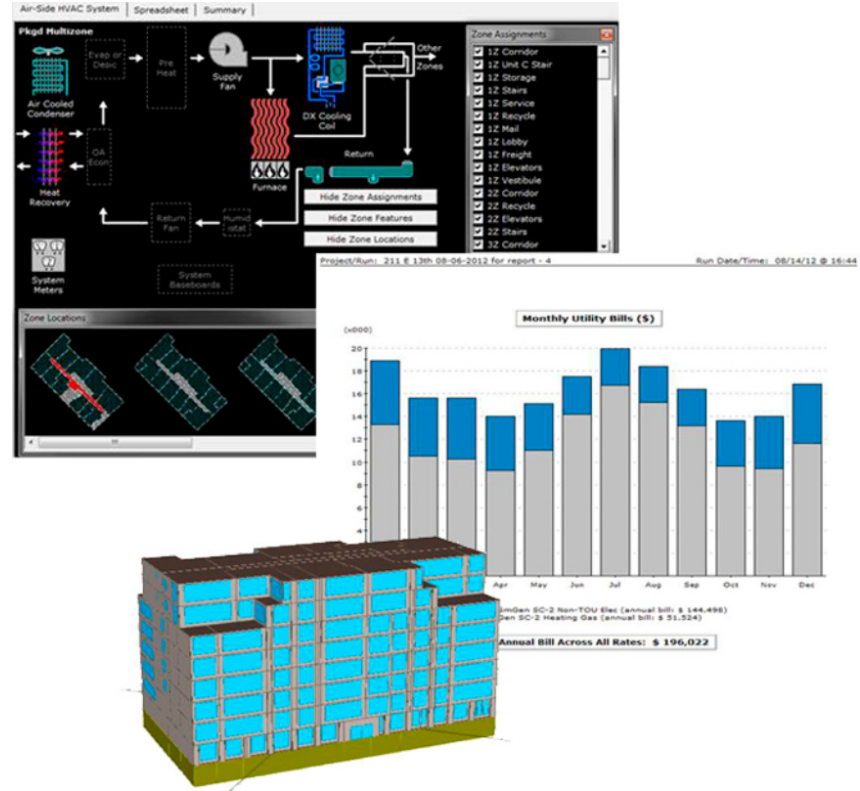 Air-Side HVAC System
Spreadsheet
Summary
Pkgd Multizone
Air Cooled
Condenser
Evap or
Desic
Pre
Heat
Supply
Fan
DX Cooling
Coil
Other
Zones
Heat
Recovery
OA
Econ
Furnace
Return
Return
Fan
Humid
istat
System
Meters
System
Baseboards
Hide Zone Assignments
Hide Zone Features
Hide Zone Locations
Zone Assignments
1Z Corridor
1Z Unit C Stair
1Z Storage
1Z Stairs
1Z Service
1Z Recycle
1Z Mail
1Z Lobby
1Z Freight
1Z Elevators
1Z Vestibule
2Z Corridor
2Z Recycle
2Z Elevators
2Z Stairs
3Z Corridor
Zone Locations
Project/Run: 211 E 13th 08-06-2012 for report - 4
Run Date/Time: 08/14/12 @ 16:44
Monthly Utility Bills ($)
(x000)
20
18
16
14
12
10
8
6
4
Apr May Jun Jul Aug Sep Oct Nov Dec
SC-2 Non-TOU Elec (annual bill: $ 144,498)
SC-2 Heating Gas (annual bill: $ 51,524)
Annual Bill Across All Rates: $ 196,022